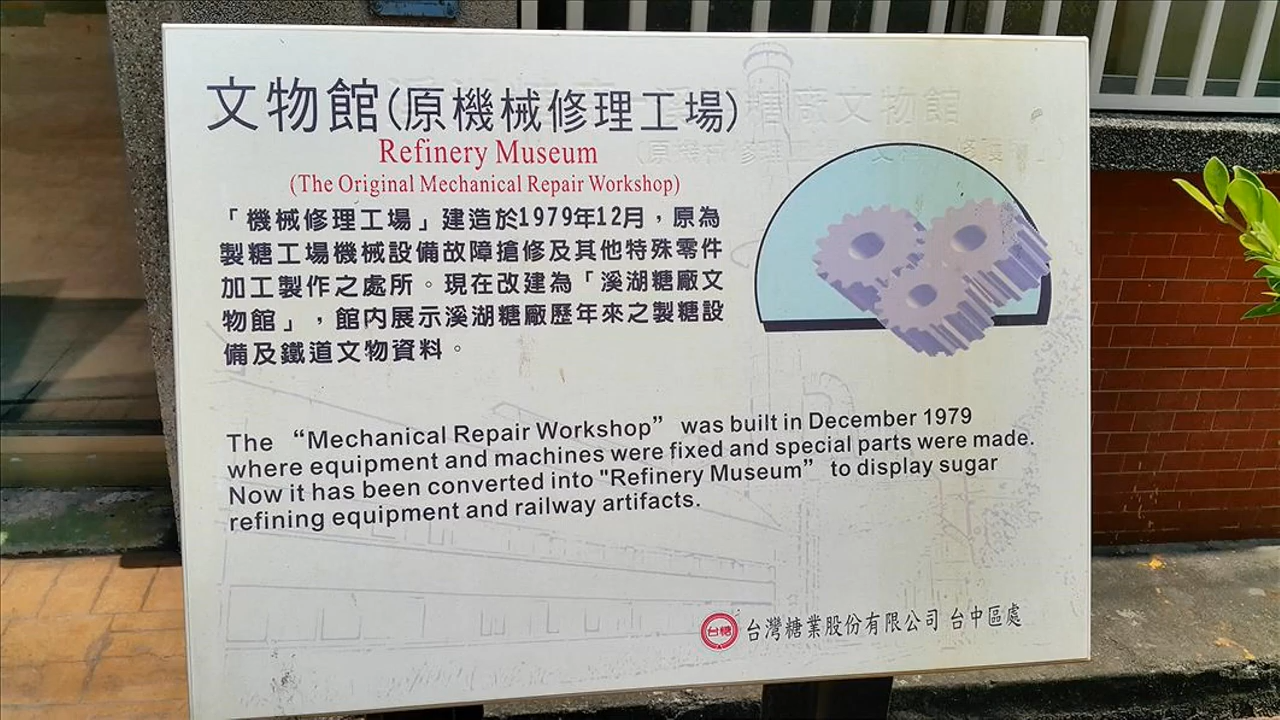 文物館(原機械修理工場)
Refinery Museum
(The Original Mechanical Repair Workshop)
「機械修理工場」建造於1979年12月，原為
製糖工場機械設備故障搶修及其他特殊零件
加工製作之處所。現在改建為「溪湖糖廠文
物館」，館內展示溪湖糖廠歷年來之製糖設
備及鐵道文物資料。
The “Mechanical Repair Workshop” was built in December 1979
where equipment and machines were fixed and special parts were made.
Now it has been converted into "Refinery Museum” to display sugar
refining equipment and railway artifacts.
台糖 台灣糖業股份有限公司 台中區處